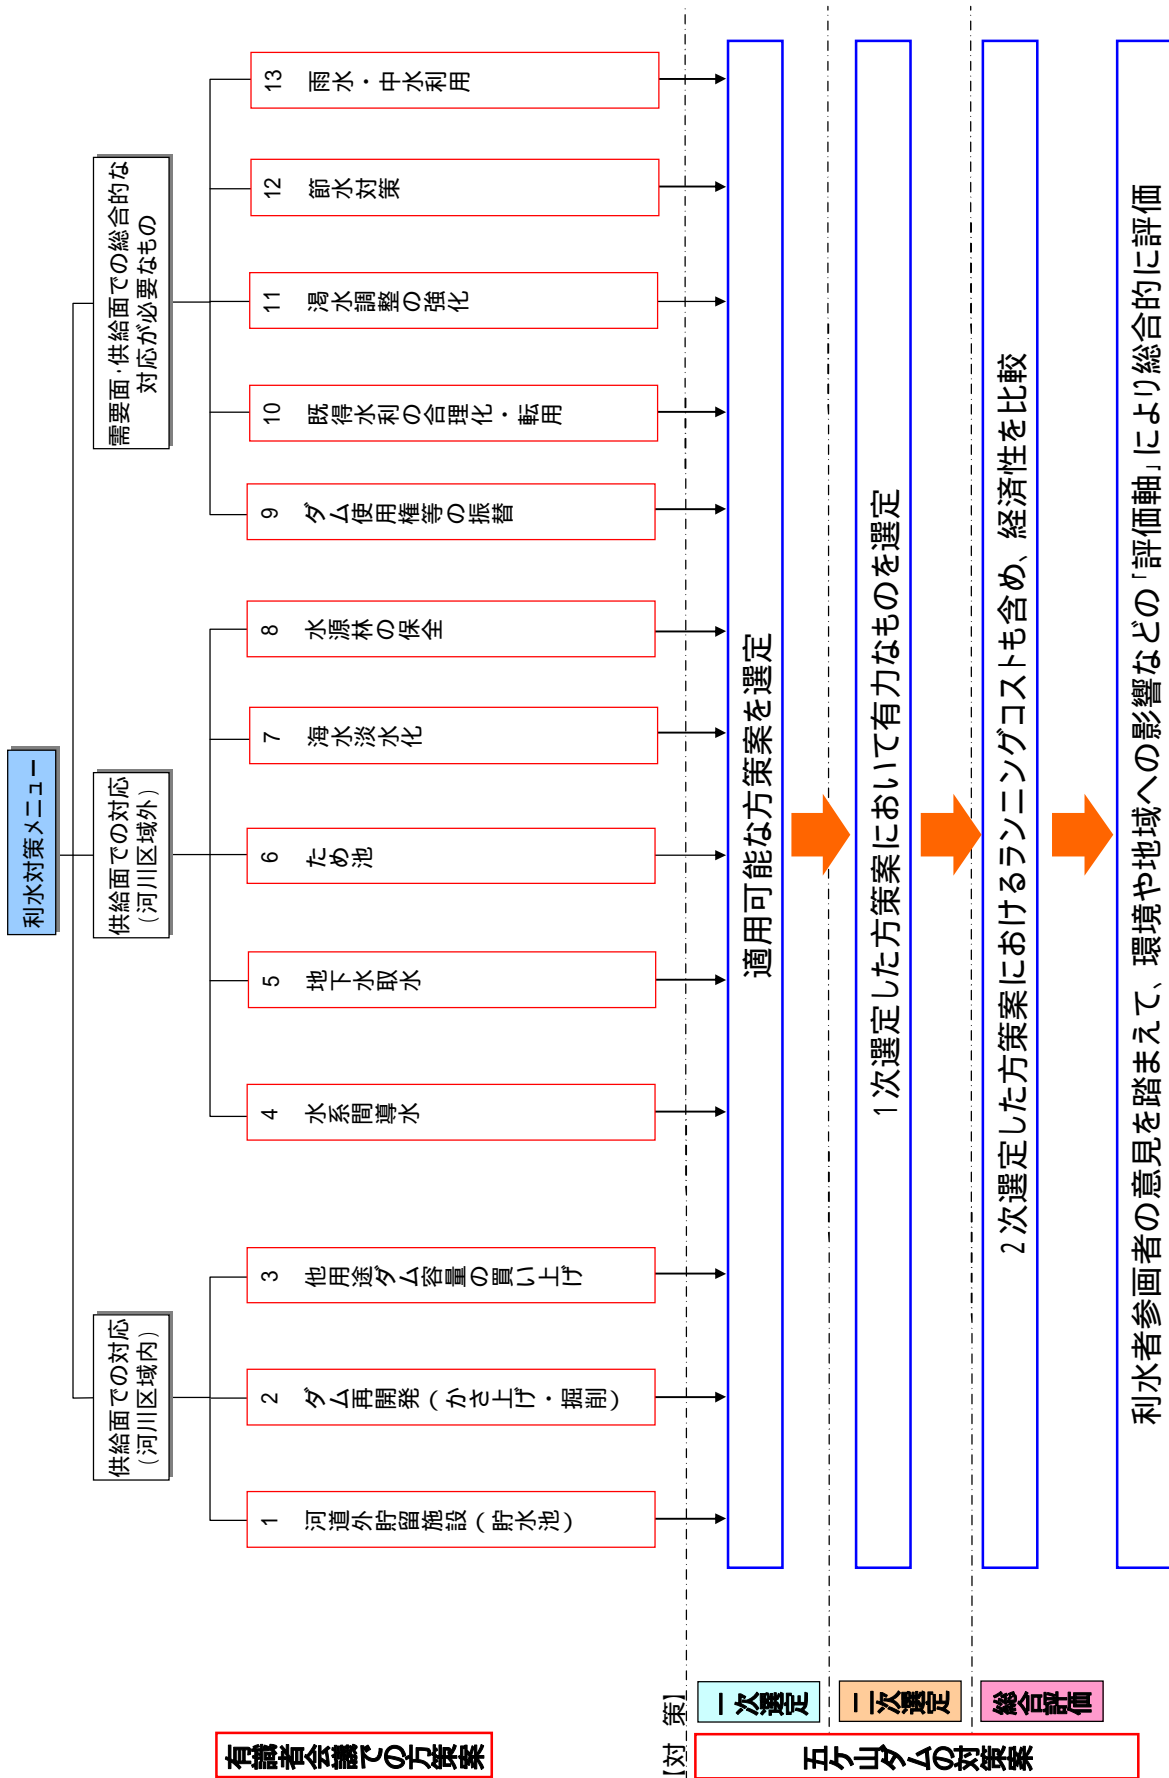 利水対策メニュー
供給面での対応
(河川区域内)
供給面での対応
(河川区域外)
需要面・供給面での総合的な
対応が必要なもの
有識者会議での方策案
1 河道外貯留施設(貯水池)
2 ダム再開発(かさ上げ・掘削)
3 他用途ダム容量の買い上げ
4 水系間導水
5 地下水取水
6 ため池
7 海水淡水化
8 水源林の保全
9 ダム使用権等の振替
10 既得水利の合理化・転用
11 渇水調整の強化
12 節水対策
13 雨水・中水利用
【対 策】
五ケ山ダムの対策案
一次選定
適用可能な方策案を選定
二次選定
1次選定した方策案において有力なものを選定
総合評価
2次選定した方策案におけるランニングコストも含め、経済性を比較
利水者参画者の意見を踏まえて、環境や地域への影響などの「評価軸」により総合的に評価